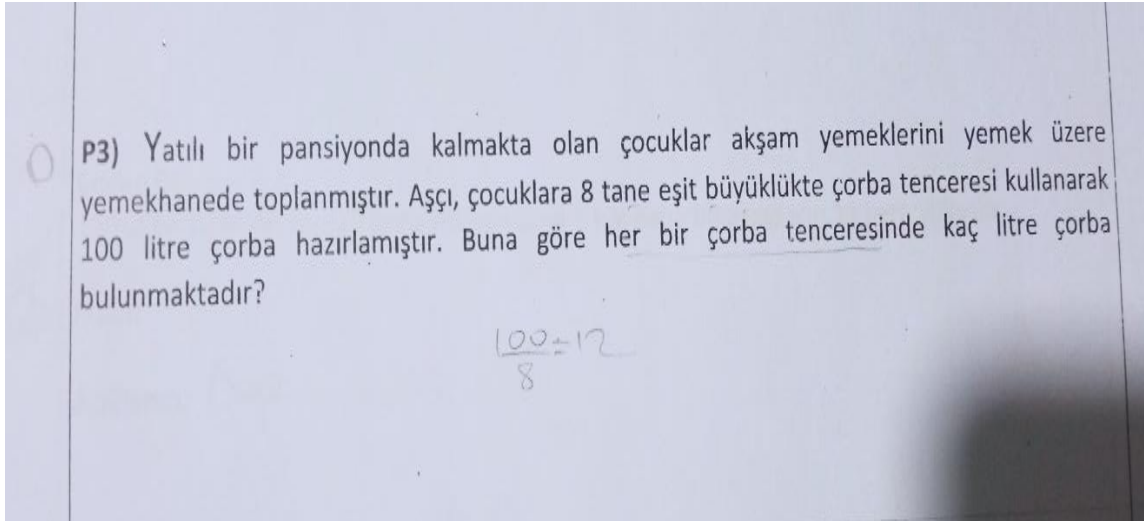 P3) Yatılı bir pansiyonda kalmakta olan çocuklar akşam yemeklerini yemek üzere
yemekhanede toplanmıştır. Aşçı, çocuklara 8 tane eşit büyüklükte çorba tenceresi kullanarak
100 litre çorba hazırlamıştır. Buna göre her bir çorba tenceresinde kaç litre çorba
bulunmaktadır?
100 = 12
8
0